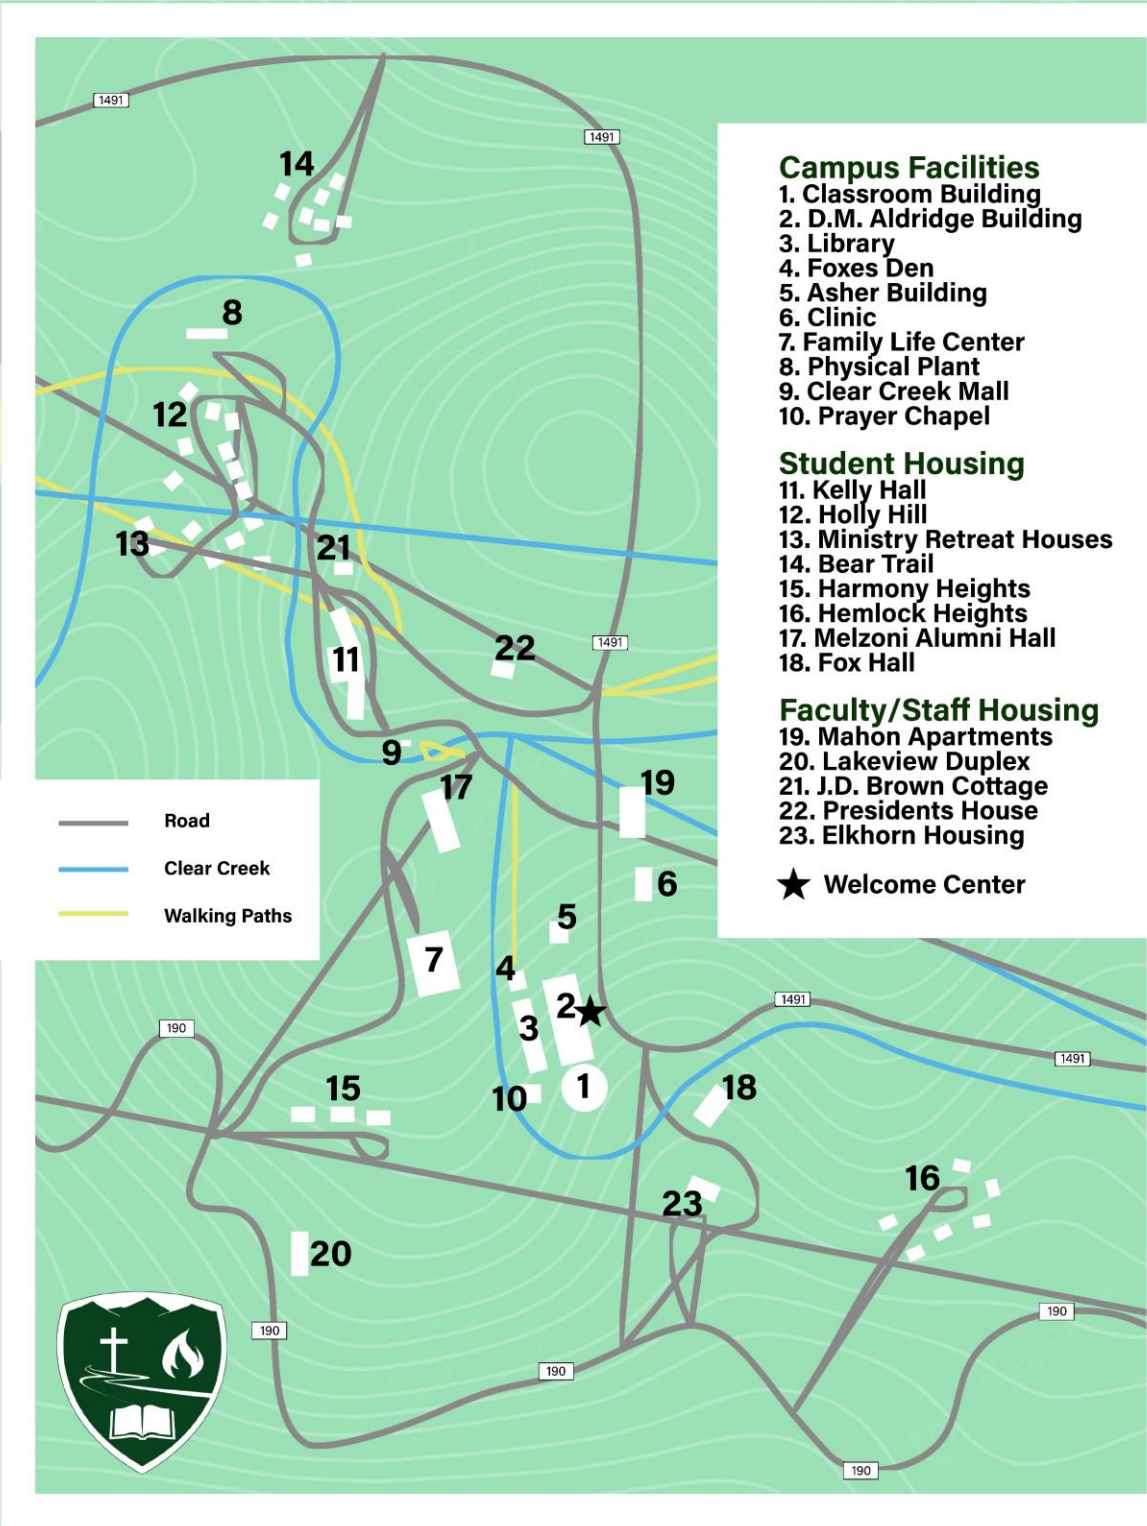 1491
1491
14
8
12
13
21
1491
22
11
9
17
19
6
5
7
4
2
3
1
10
1491
1491
190
15
18
16
23
20
190
190
190
190
Road
Clear Creek
Walking Paths
Campus Facilities
1. Classroom Building
2. D.M. Aldridge Building
3. Library
4. Foxes Den
5. Asher Building
6. Clinic
7. Family Life Center
8. Physical Plant
9. Clear Creek Mall
10. Prayer Chapel
Student Housing
11. Kelly Hall
12. Holly Hill
13. Ministry Retreat Houses
14. Bear Trail
15. Harmony Heights
16. Hemlock Heights
17. Melzoni Alumni Hall
18. Fox Hall
Faculty/Staff Housing
19. Mahon Apartments
20. Lakeview Duplex
21. J.D. Brown Cottage
22. Presidents House
23. Elkhorn Housing
Welcome Center